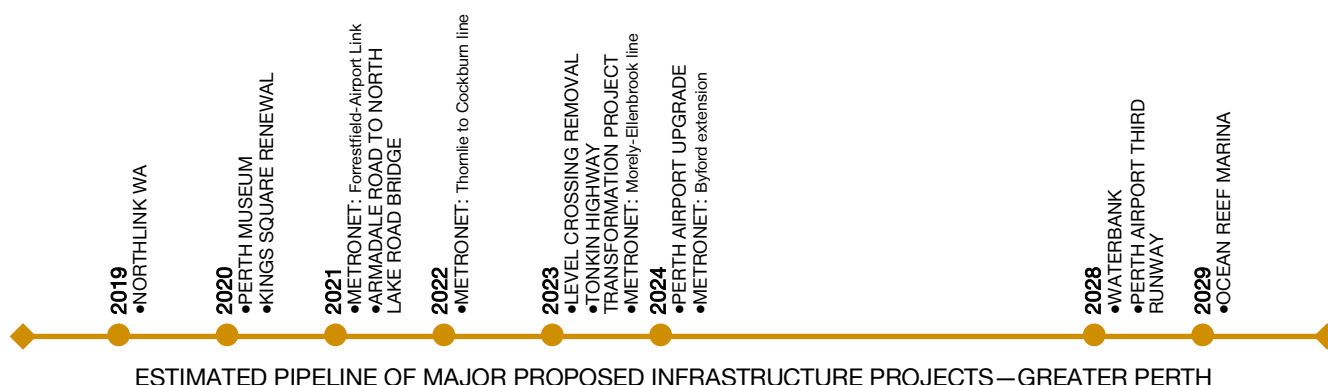 2019
•NORTHLINK WA
2020
•PERTH MUSEUM
•KINGS SQUARE RENEWAL
2021
•METRONET: Forrestfield-Airport Link
•ARMADALE ROAD TO NORTH
LAKE ROAD BRIDGE
2022
•METRONET: Thornlie to Cockburn line
2023
•LEVEL CROSSING REMOVAL
•TONKIN HIGHWAY
TRANSFORMATION PROJECT
•METRONET: Morely-Ellenbrook line
2024
•PERTH AIRPORT UPGRADE
•METRONET: Byford extension
2028
•WATERBANK
•PERTH AIRPORT THIRD
RUNWAY
2029
•OCEAN REEF MARINA
ESTIMATED PIPELINE OF MAJOR PROPOSED INFRASTRUCTURE PROJECTS—GREATER PERTH